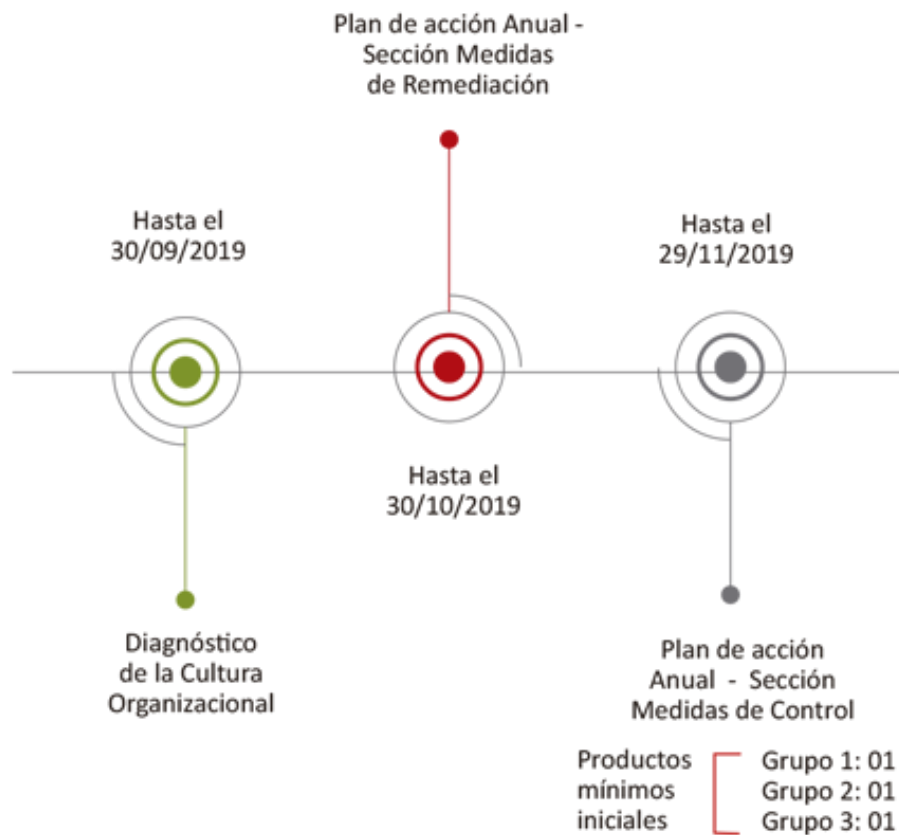 Plan de acción Anual -
Sección Medidas
de Remediación
Hasta el
30/09/2019
Hasta el
29/11/2019
Hasta el
30/10/2019
Diagnóstico
de la Cultura
Organizacional
Plan de acción
Anual - Sección
Medidas de Control
Productos
mínimos
iniciales
Grupo 1: 01
Grupo 2: 01
Grupo 3: 01